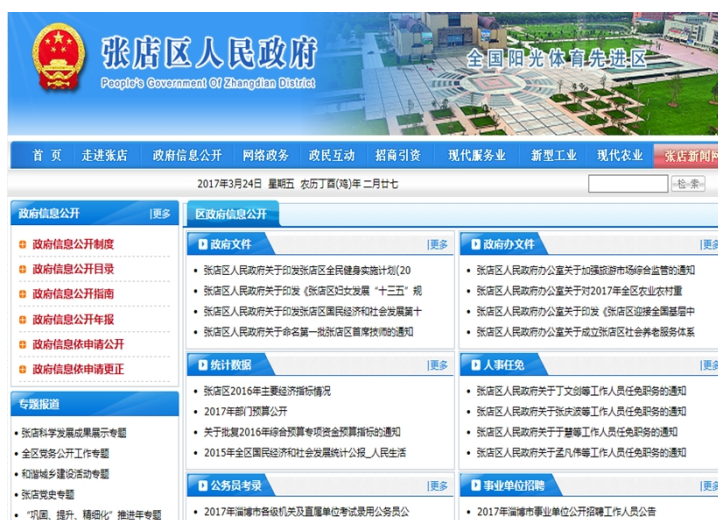 张店区人民政府
People's Government Of Zhangdian District
全国阳光体育先进区
首 页 走进张店 政府信息公开 网络政务 政民互动 招商引资 现代服务业 新型工业 现代农业 张店新闻网
2017年3月24日 星期五 农历丁酉(鸡)年 二月廿七
检 索
政府信息公开 |更多
政府信息公开制度
政府信息公开目录
政府信息公开指南
政府信息公开年报
政府信息依申请公开
政府信息依申请更正
专题报道
张店科学发展成果展示专题
全区党务公开工作专题
和谐城乡建设活动专题
张店党史专题
“巩固、提升、精细化”推进年专题
区政府信息公开
政府文件 |更多
张店区人民政府关于印发张店区全民健身实施计划(20
张店区人民政府关于印发《张店区妇女发展“十三五”规
张店区人民政府关于印发张店区国民经济和社会发展第十
张店区人民政府关于命名第一批张店区首席技师的通知
政府办文件 |更多
张店区人民政府办公室关于加强旅游市场综合监管的通知
张店区人民政府办公室关于对2017年全区农业农村重
张店区人民政府办公室关于印发《张店区迎接全国基层中
张店区人民政府办公室关于成立张店区社会养老服务体系
统计数据 |更多
张店区2016年主要经济指标情况
2017年部门预算公开
关于批复2016年综合预算专项资金预算指标的通知
2015年全区国民经济和社会发展统计公报_人民生活
人事任免 |更多
张店区人民政府关于丁文剑等工作人员任免职务的通知
张店区人民政府关于张庆波等工作人员任免职务的通知
张店区人民政府关于于慧等工作人员任免职务的通知
张店区人民政府关于孟凡伟等工作人员任免职务的通知
公务员考录 |更多
2017年淄博市各级机关及直属单位考试录用公务员公
事业单位招聘 |更多
2017年淄博市事业单位公开招聘工作人员公告